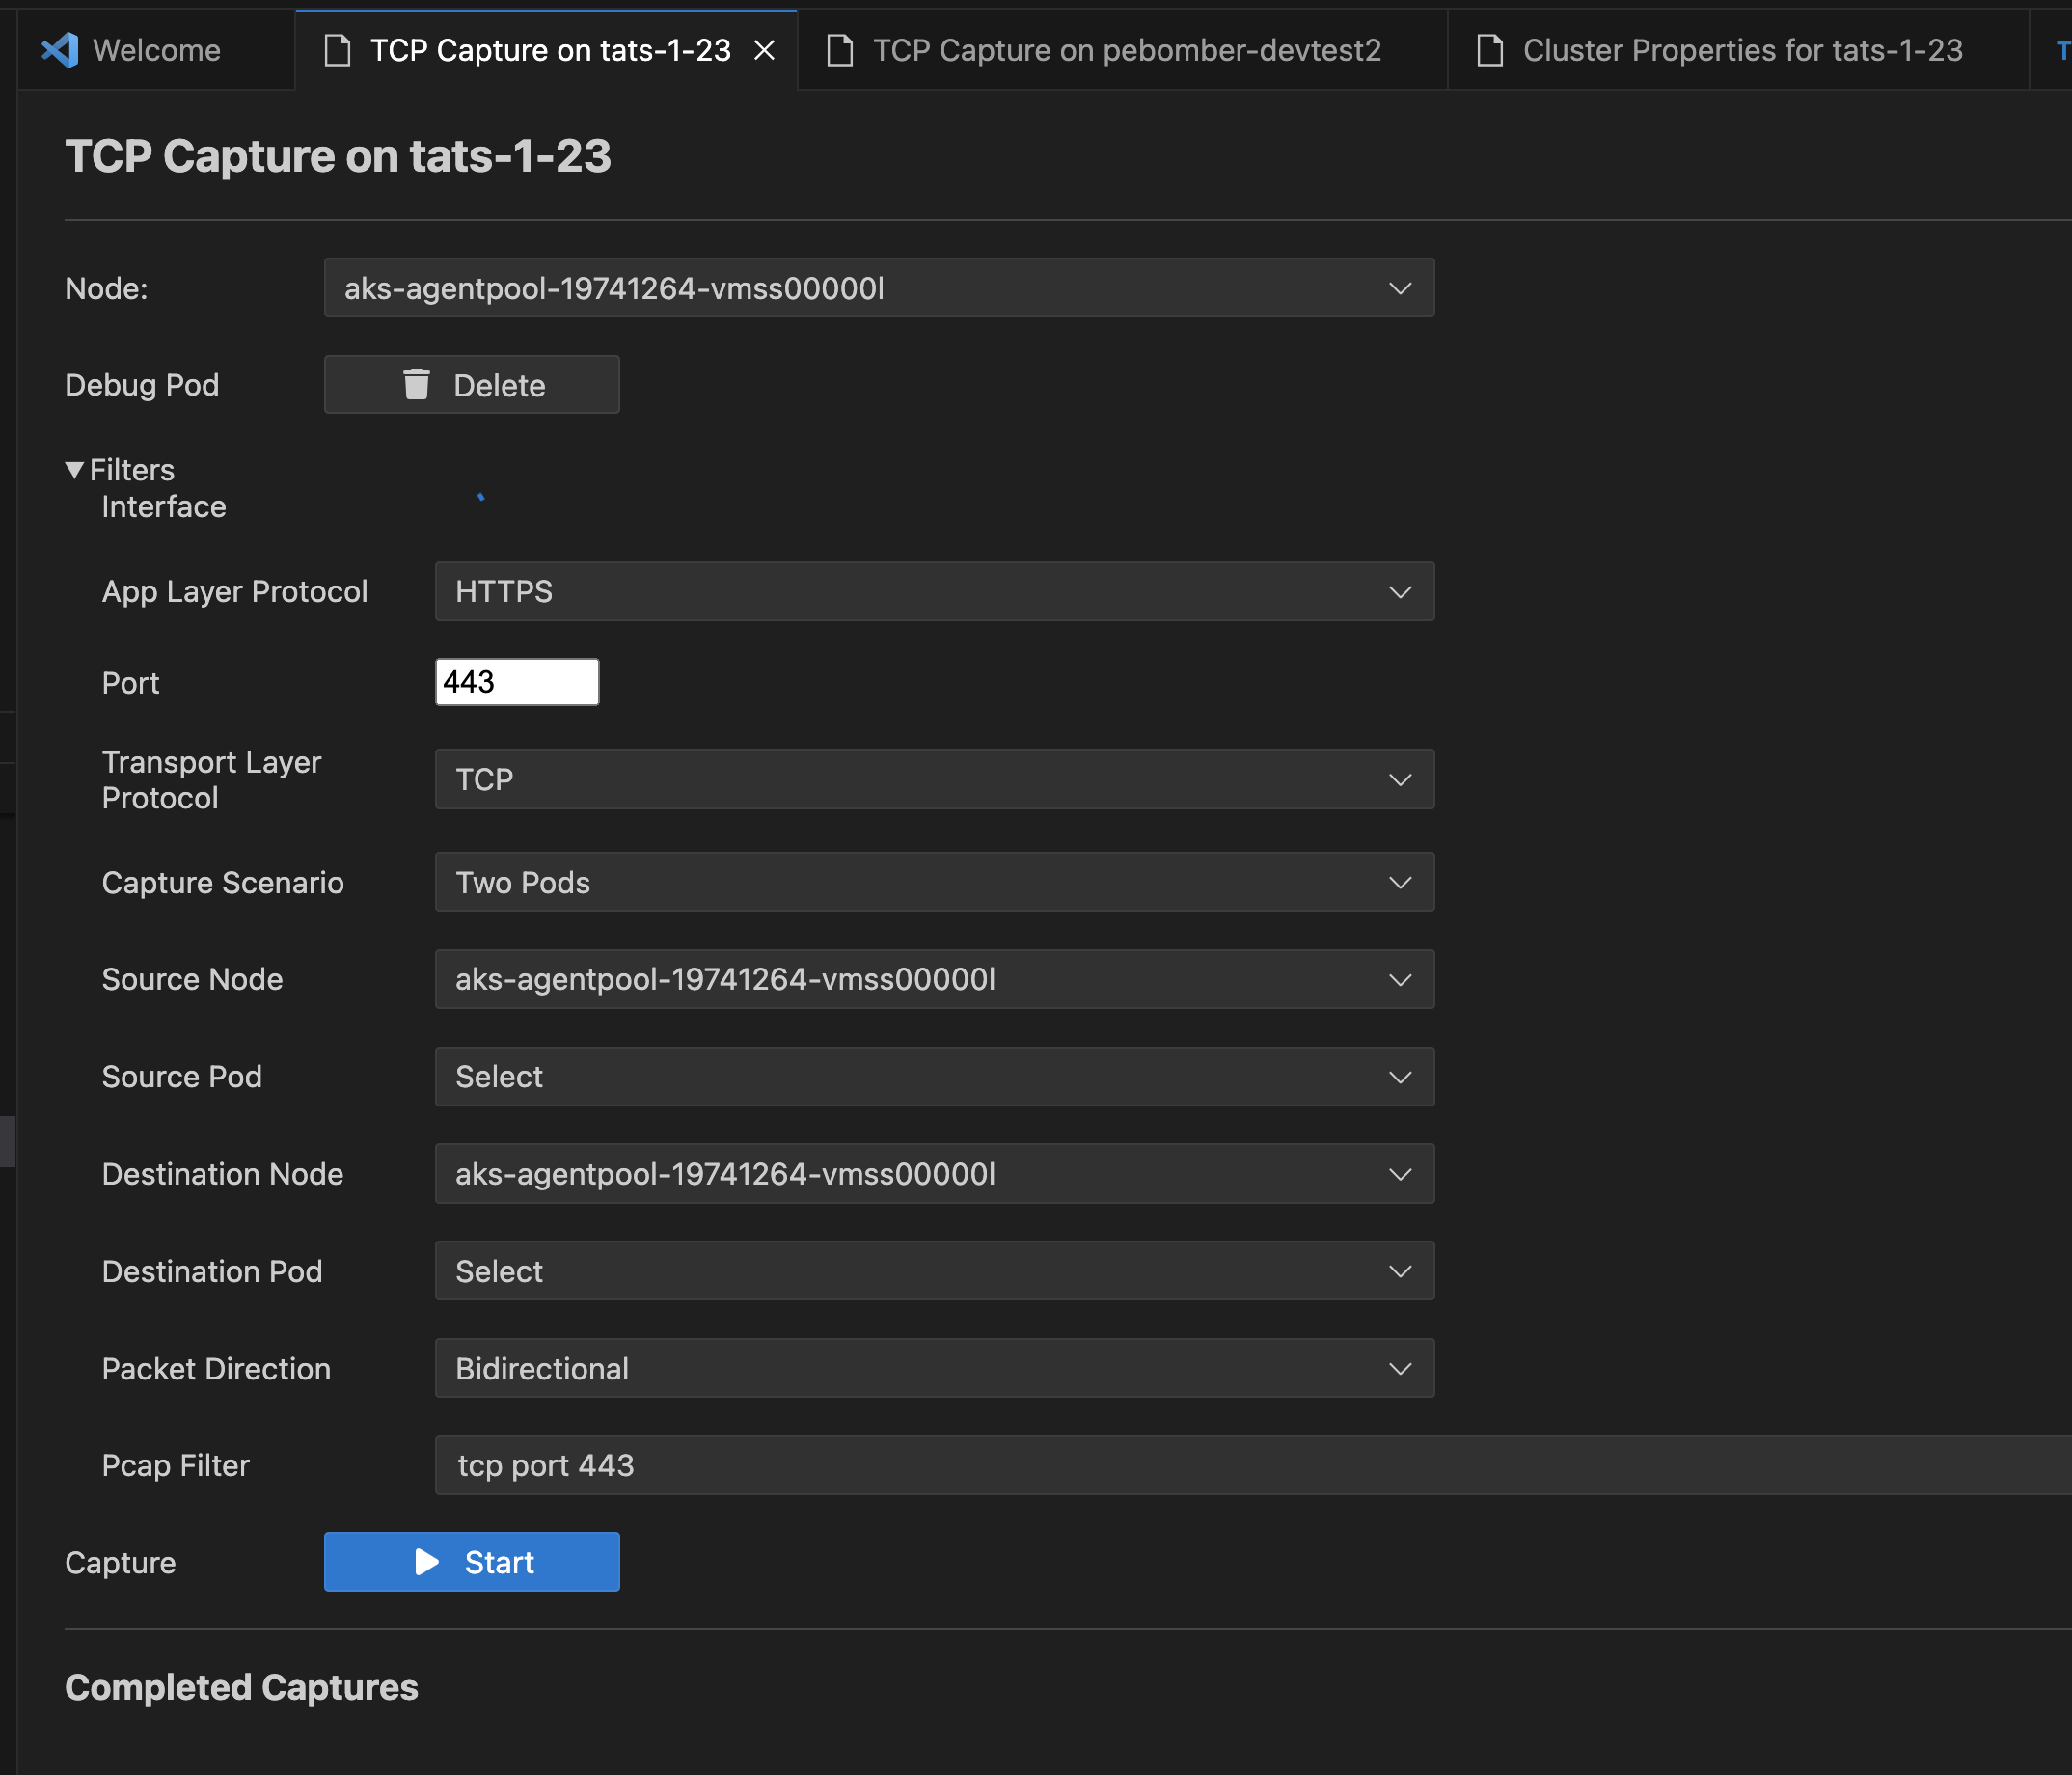 Welcome
TCP Capture on tats-1-23
TCP Capture on pebomber-devtest2
Cluster Properties for tats-1-23
TCP Capture on tats-1-23
Node:
aks-agentpool-19741264-vmss00000l
Debug Pod
Delete
Filters
Interface
App Layer Protocol
HTTPS
Port
443
Transport Layer
Protocol
TCP
Capture Scenario
Two Pods
Source Node
aks-agentpool-19741264-vmss00000l
Source Pod
Select
Destination Node
aks-agentpool-19741264-vmss00000l
Destination Pod
Select
Packet Direction
Bidirectional
Pcap Filter
tcp port 443
Capture
Start
Completed Captures